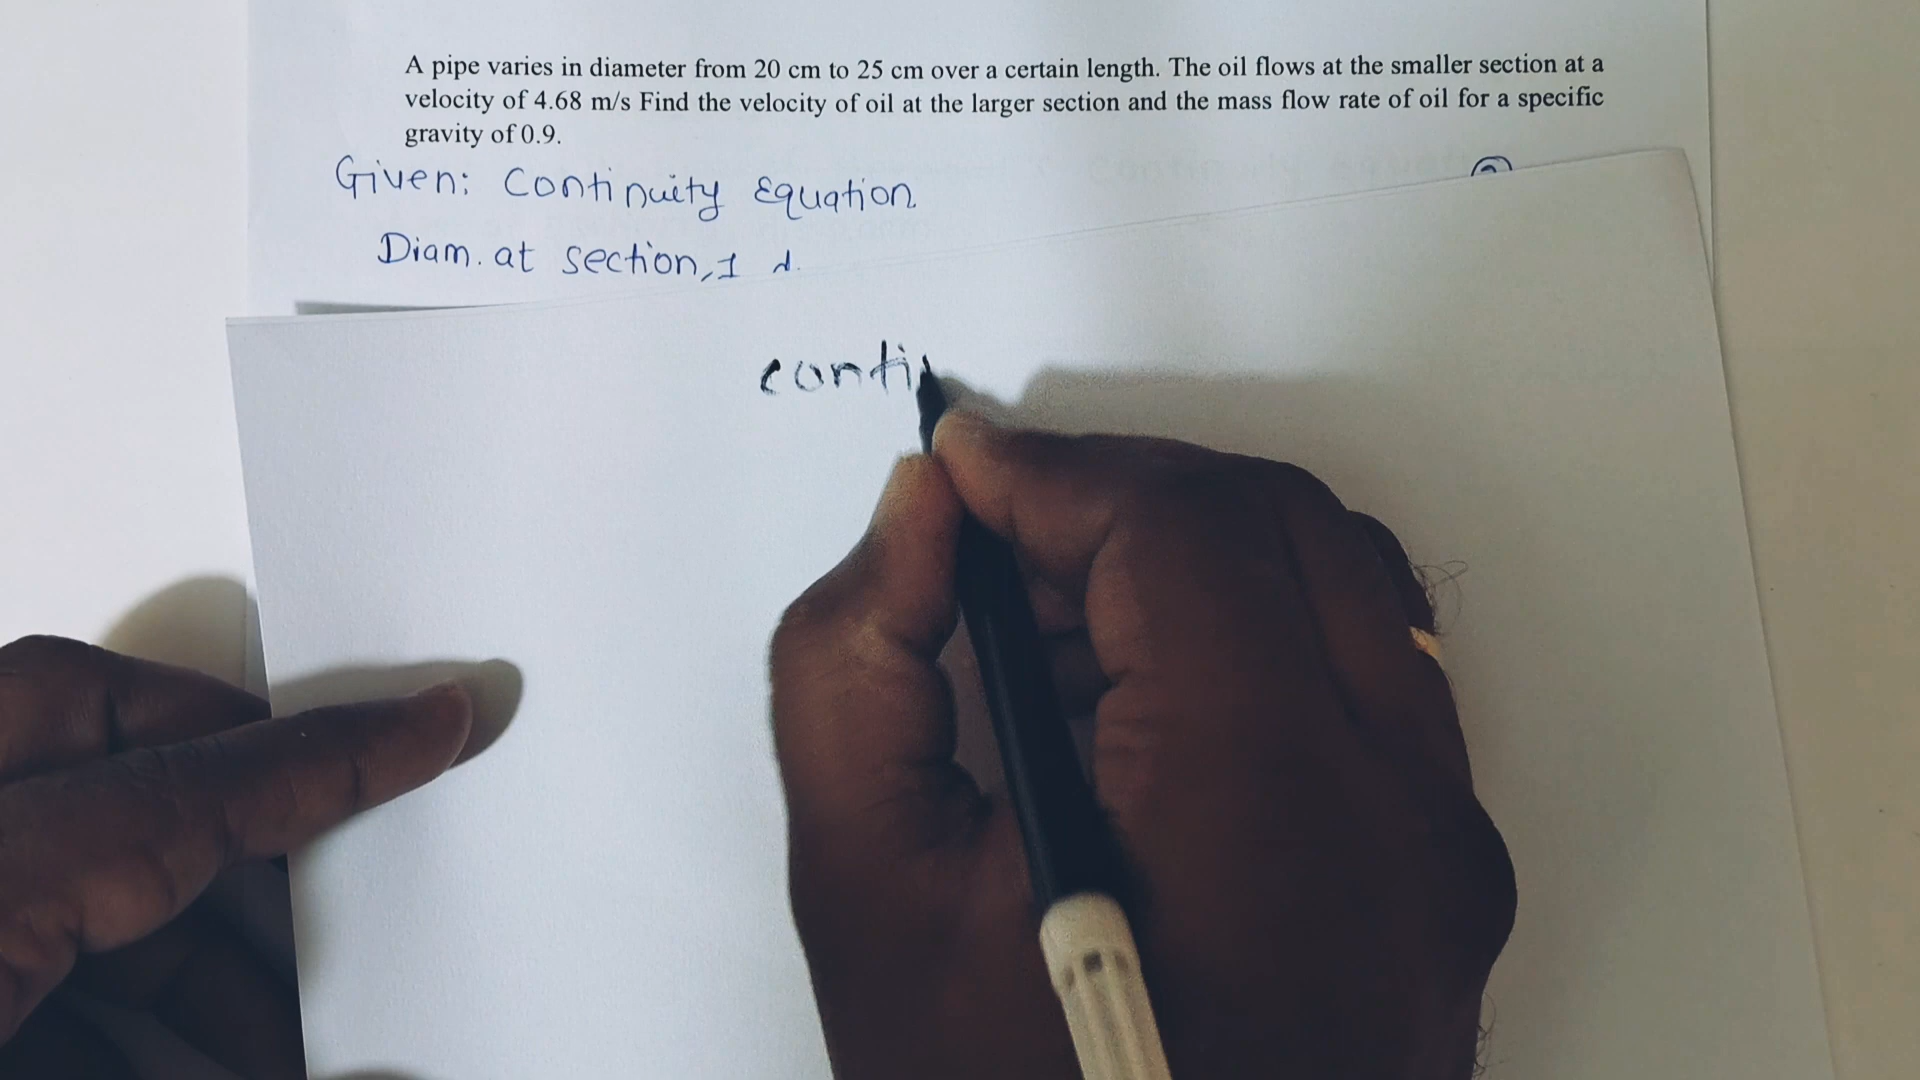 A pipe varies in diameter from 20 cm to 25 cm over a certain length. The oil flows at the smaller section at a
velocity of 4.68 m/s Find the velocity of oil at the larger section and the mass flow rate of oil for a specific
gravity of 0.9.
Given: Continuity Equation
Diam. at section, 1 d.
conti